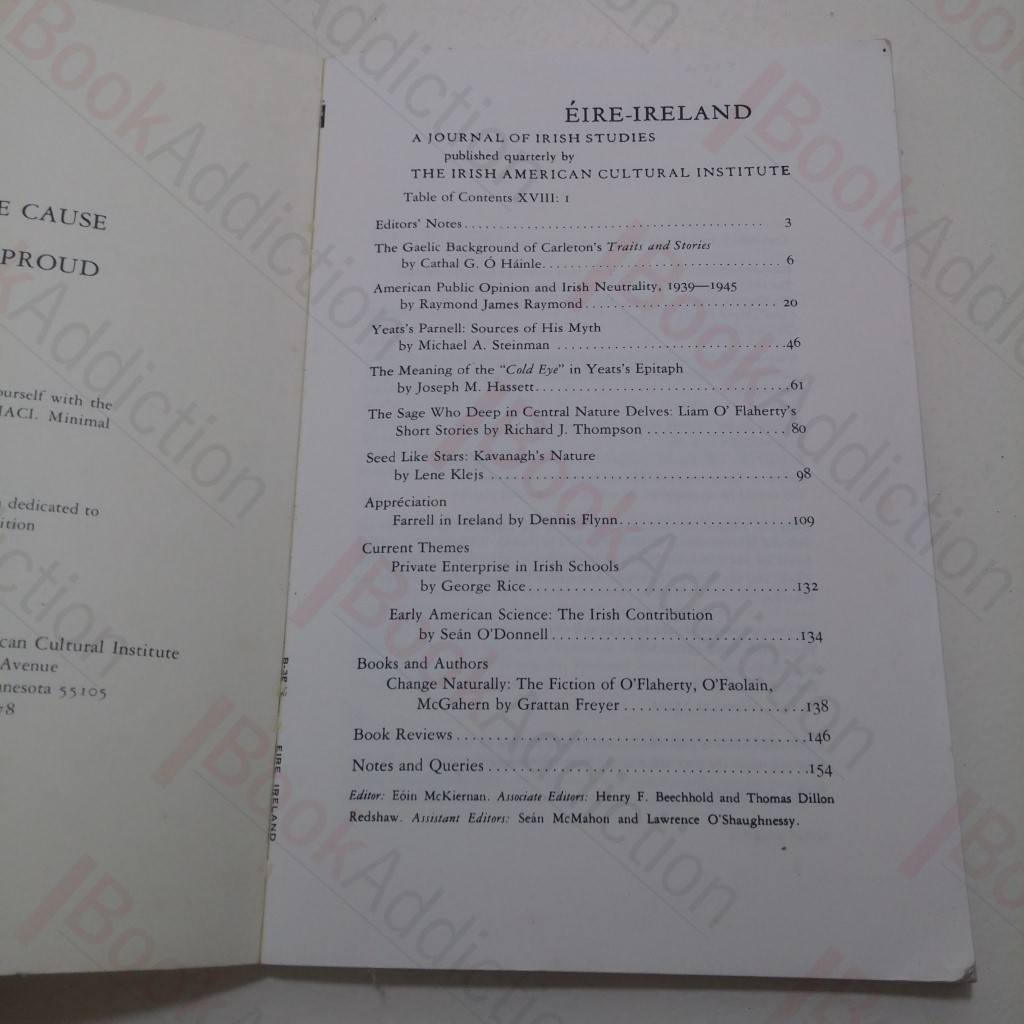 E CAUSE
PROUD
ourself with the
IACI. Minimal
dedicated to
ition
can Cultural Institute
Avenue
nnesota 55105
78
ÉIRE-IRELAND
A JOURNAL OF IRISH STUDIES
published quarterly by
THE IRISH AMERICAN CULTURAL INSTITUTE
Table of Contents XVIII: 1
Editors' Notes 3
The Gaelic Background of Carleton's Traits and Stories
by Cathal G. Ó Háinle 6
American Public Opinion and Irish Neutrality, 1939—1945
by Raymond James Raymond 20
Yeats's Parnell: Sources of His Myth
by Michael A. Steinman 46
The Meaning of the "Cold Eye" in Yeats's Epitaph
by Joseph M. Hassett 61
The Sage Who Deep in Central Nature Delves: Liam O' Flaherty's
Short Stories by Richard J. Thompson 80
Seed Like Stars: Kavanagh's Nature
by Lene Klejs 98
Appréciation
Farrell in Ireland by Dennis Flynn 109
Current Themes
Private Enterprise in Irish Schools
by George Rice 132
Early American Science: The Irish Contribution
by Seán O'Donnell 134
Books and Authors
Change Naturally: The Fiction of O'Flaherty, O'Faolain,
McGahern by Grattan Freyer 138
Book Reviews 146
Notes and Queries 154
Editor: Eóin McKiernan. Associate Editors: Henry F. Beechhold and Thomas Dillon
Redshaw. Assistant Editors: Seán McMahon and Lawrence O'Shaughnessy.
EIRE IRELAND
BookAddiction